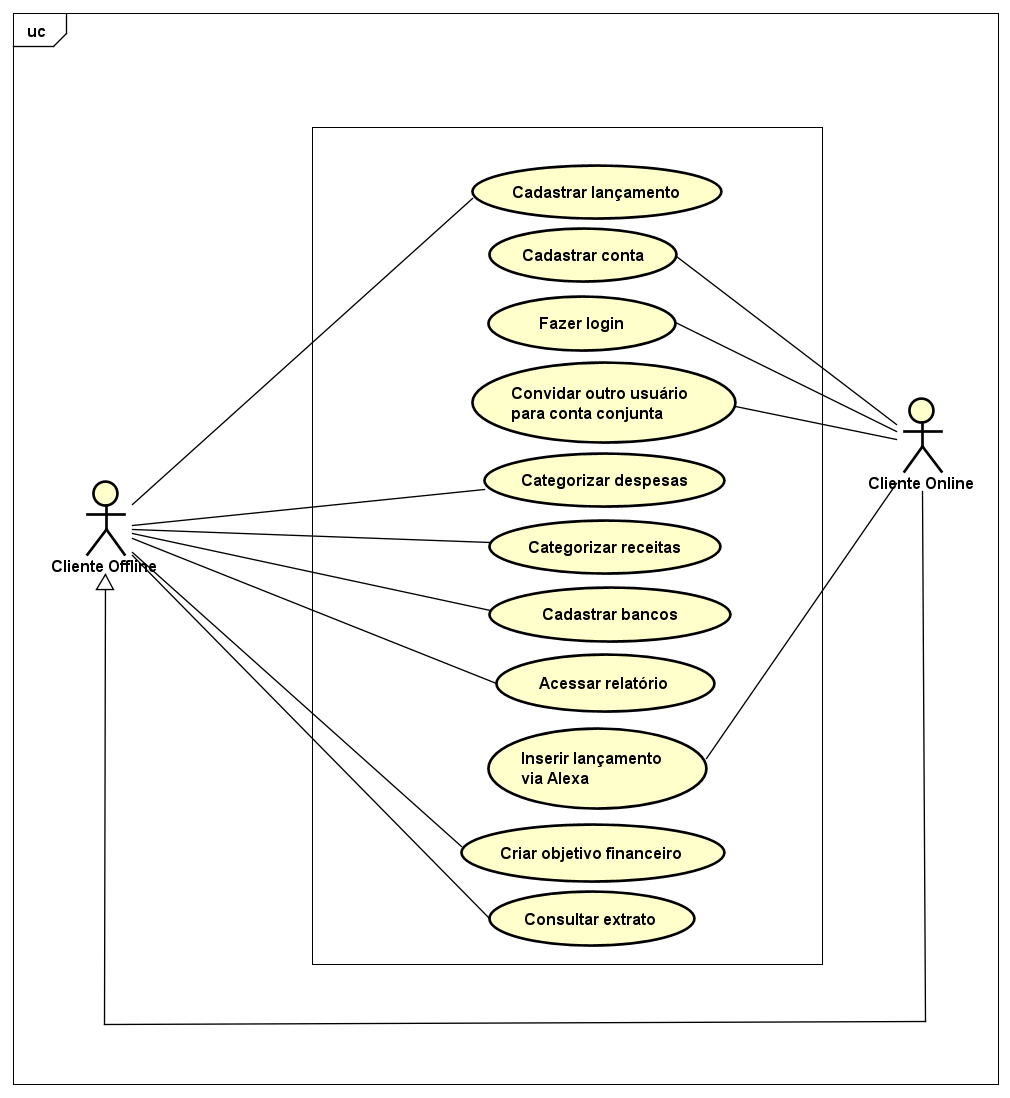 uc
Cadastrar lançamento
Cadastrar conta
Fazer login
Convidar outro usuário
para conta conjunta
Cliente Online
Categorizar despesas
Categorizar receitas
Cliente Offline
Cadastrar bancos
Acessar relatório
Inserir lançamento
via Alexa
Criar objetivo financeiro
Consultar extrato